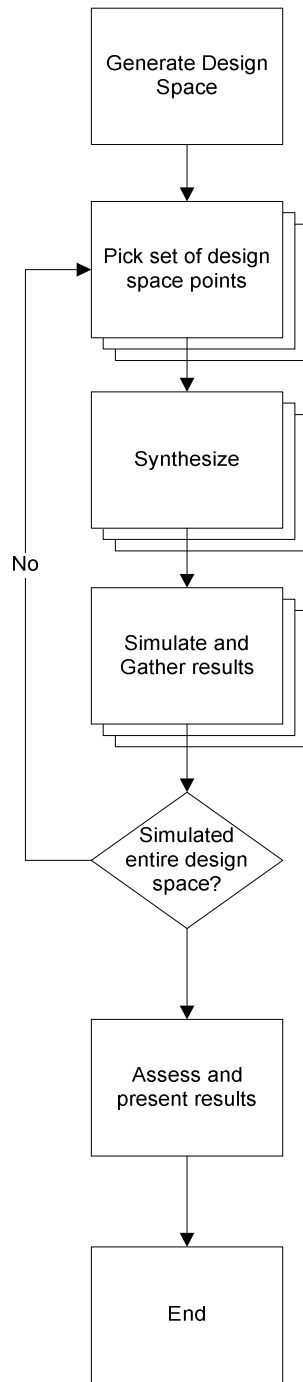 Generate Design
Space
Pick set of design
space points
Synthesize
No
Simulate and
Gather results
Simulated
entire design
space?
Assess and
present results
End